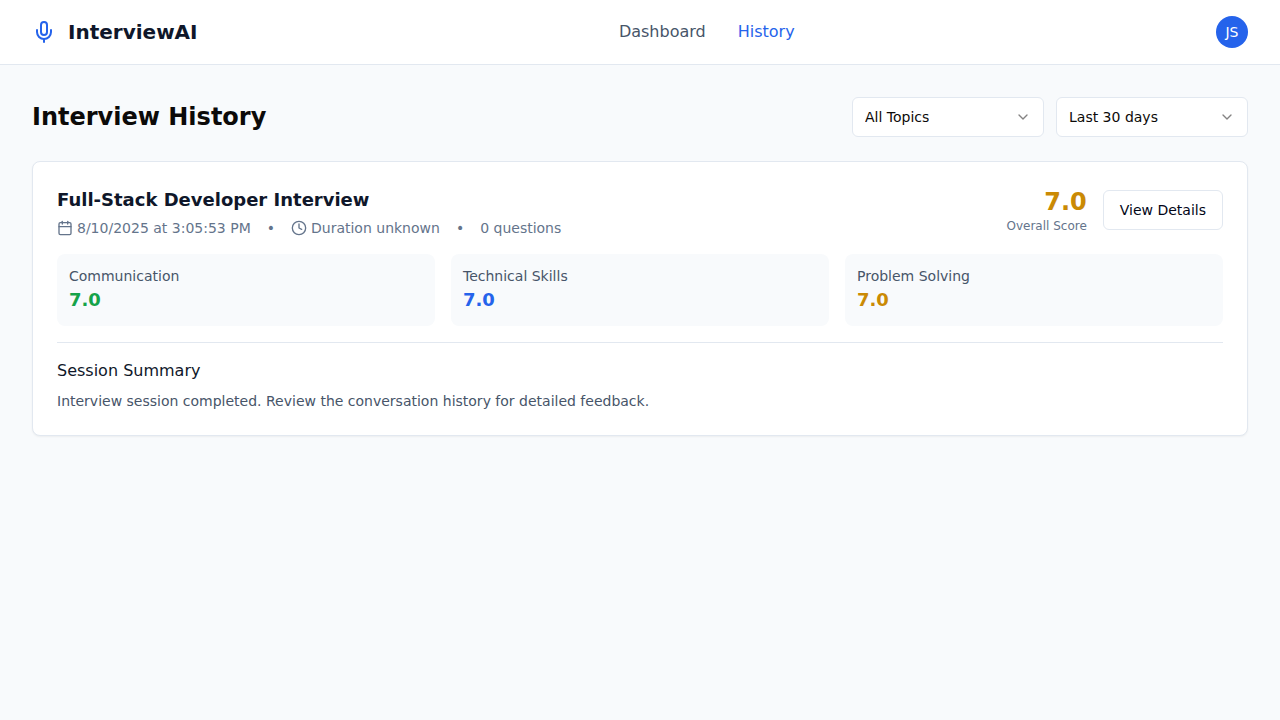 InterviewAI
Dashboard History
JS
Interview History
All Topics
Last 30 days
Full-Stack Developer Interview
8/10/2025 at 3:05:53 PM • Duration unknown • 0 questions
7.0
Overall Score
View Details
Communication
7.0
Technical Skills
7.0
Problem Solving
7.0
Session Summary
Interview session completed. Review the conversation history for detailed feedback.